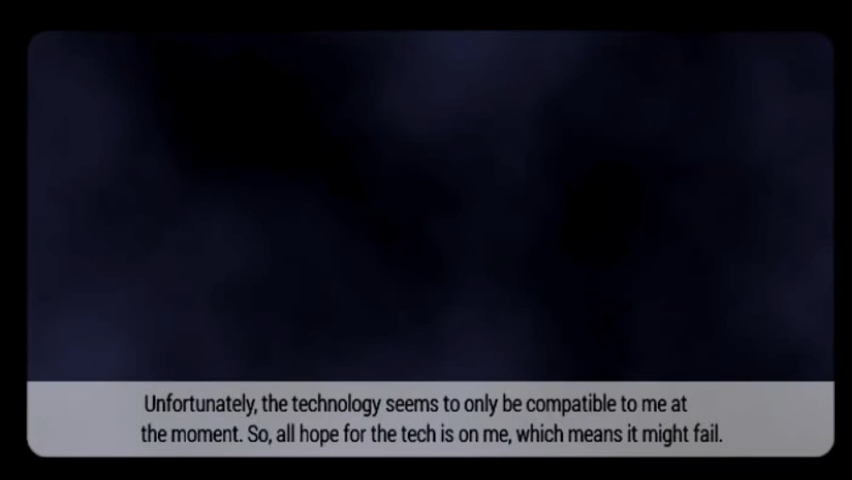 Unfortunately, the technology seems to only be compatible to me at
the moment. So, all hope for the tech is on me, which means it might fail.